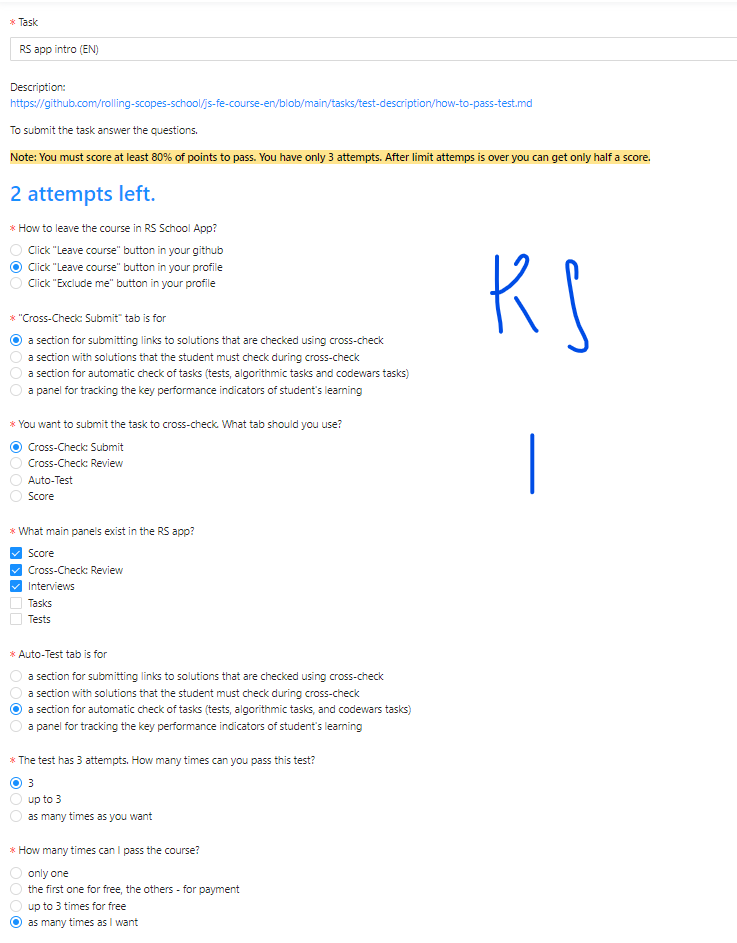 * Task
RS app intro (EN)
Description:
https://github.com/rolling-scopes-school/js-fe-course-en/blob/main/tasks/test-description/how-to-pass-test.md
To submit the task answer the questions.
Note: You must score at least 80% of points to pass. You have only 3 attempts. After limit attemps is over you can get only half a score.
2 attempts left.
* How to leave the course in RS School App?
Click "Leave course" button in your github
Click "Leave course" button in your profile
Click "Exclude me" button in your profile
* "Cross-Check: Submit" tab is for
a section for submitting links to solutions that are checked using cross-check
a section with solutions that the student must check during cross-check
a section for automatic check of tasks (tests, algorithmic tasks and codewars tasks)
a panel for tracking the key performance indicators of student's learning
* You want to submit the task to cross-check. What tab should you use?
Cross-Check: Submit
Cross-Check: Review
Auto-Test
Score
* What main panels exist in the RS app?
Score
Cross-Check: Review
Interviews
Tasks
Tests
* Auto-Test tab is for
a section for submitting links to solutions that are checked using cross-check
a section with solutions that the student must check during cross-check
a section for automatic check of tasks (tests, algorithmic tasks, and codewars tasks)
a panel for tracking the key performance indicators of student's learning
* The test has 3 attempts. How many times can you pass this test?
3
up to 3
as many times as you want
* How many times can I pass the course?
only one
the first one for free, the others - for payment
up to 3 times for free
as many times as I want
RS
1